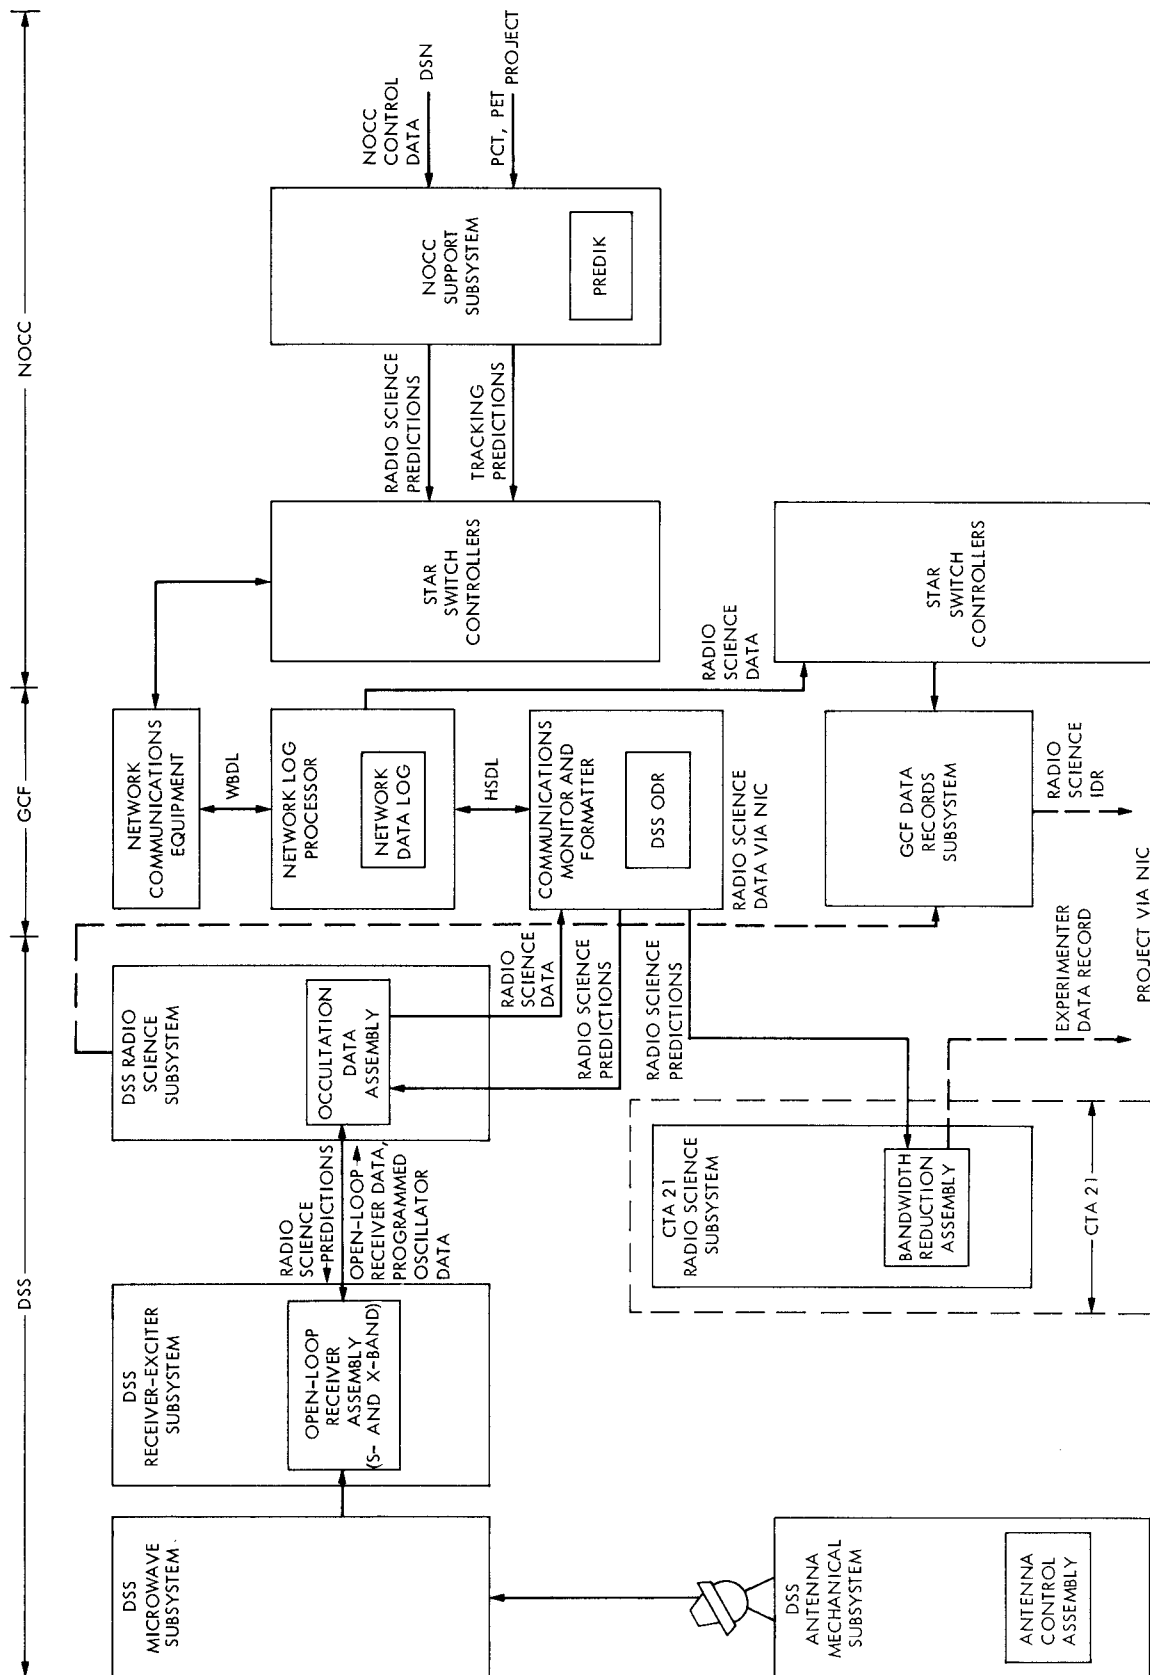 DSS
GCF
NOCC
DSS
MICROWAVE SUBSYSTEM
DSS
RECEIVER-EXCITER
SUBSYSTEM
OPEN-LOOP
RECEIVER
ASSEMBLY
(S- AND X-BAND)
RADIO
SCIENCE
PREDICTIONS
OPEN-LOOP
RECEIVER DATA,
PROGRAMMED
OSCILLATOR
DATA
DSS RADIO
SCIENCE
SUBSYSTEM
OCCULTATION
DATA
ASSEMBLY
NETWORK
COMMUNICATIONS
EQUIPMENT
WBDL
NETWORK LOG
PROCESSOR
NETWORK
DATA LOG
HSDL
COMMUNICATIONS
MONITOR AND
FORMATTER
DSS ODR
STAR
SWITCH
CONTROLLERS
RADIO SCIENCE
PREDICTIONS
TRACKING
PREDICTIONS
NOCC
SUPPORT
SUBSYSTEM
PREDIK
NOCC
CONTROL
DATA
DSN
PCT, PET
PROJECT
RADIO
SCIENCE
DATA
RADIO SCIENCE
PREDICTIONS
RADIO SCIENCE
PREDICTIONS
RADIO SCIENCE
DATA VIA NIC
RADIO
SCIENCE
DATA
DSS
ANTENNA
MECHANICAL
SUBSYSTEM
ANTENNA
CONTROL
ASSEMBLY
CTA 21
RADIO SCIENCE
SUBSYSTEM
BANDWIDTH
REDUCTION
ASSEMBLY
CTA 21
GCF DATA
RECORDS
SUBSYSTEM
STAR
SWITCH
CONTROLLERS
EXPERIMENTER
DATA RECORD
RADIO
SCIENCE
IDR
PROJECT VIA NIC